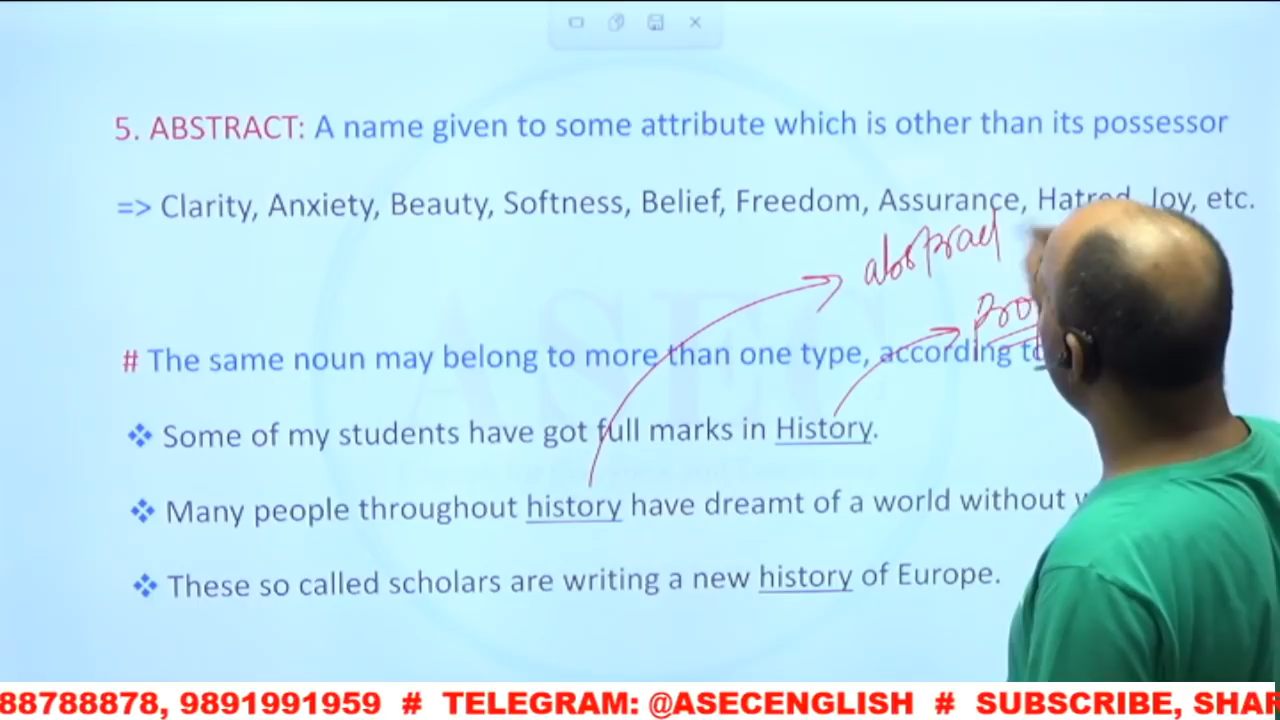 5. ABSTRACT: A name given to some attribute which is other than its possessor
=> Clarity, Anxiety, Beauty, Softness, Belief, Freedom, Assurance, Hatred, Joy, etc.
abstract
# The same noun may belong to more than one type, according to
❖ Some of my students have got full marks in History.
❖ Many people throughout history have dreamt of a world without
❖ These so called scholars are writing a new history of Europe.
88788878, 9891991959 # TELEGRAM: @ASECENGLISH # SUBSCRIBE, SHAR